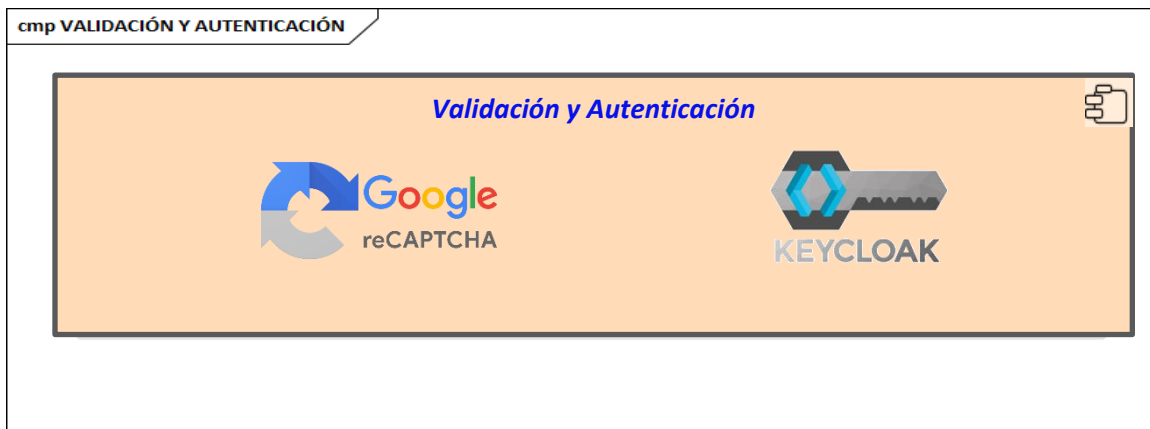 cmp VALIDACIÓN Y AUTENTICACIÓN
Validación y Autenticación
Google
reCAPTCHA
KEYCLOAK